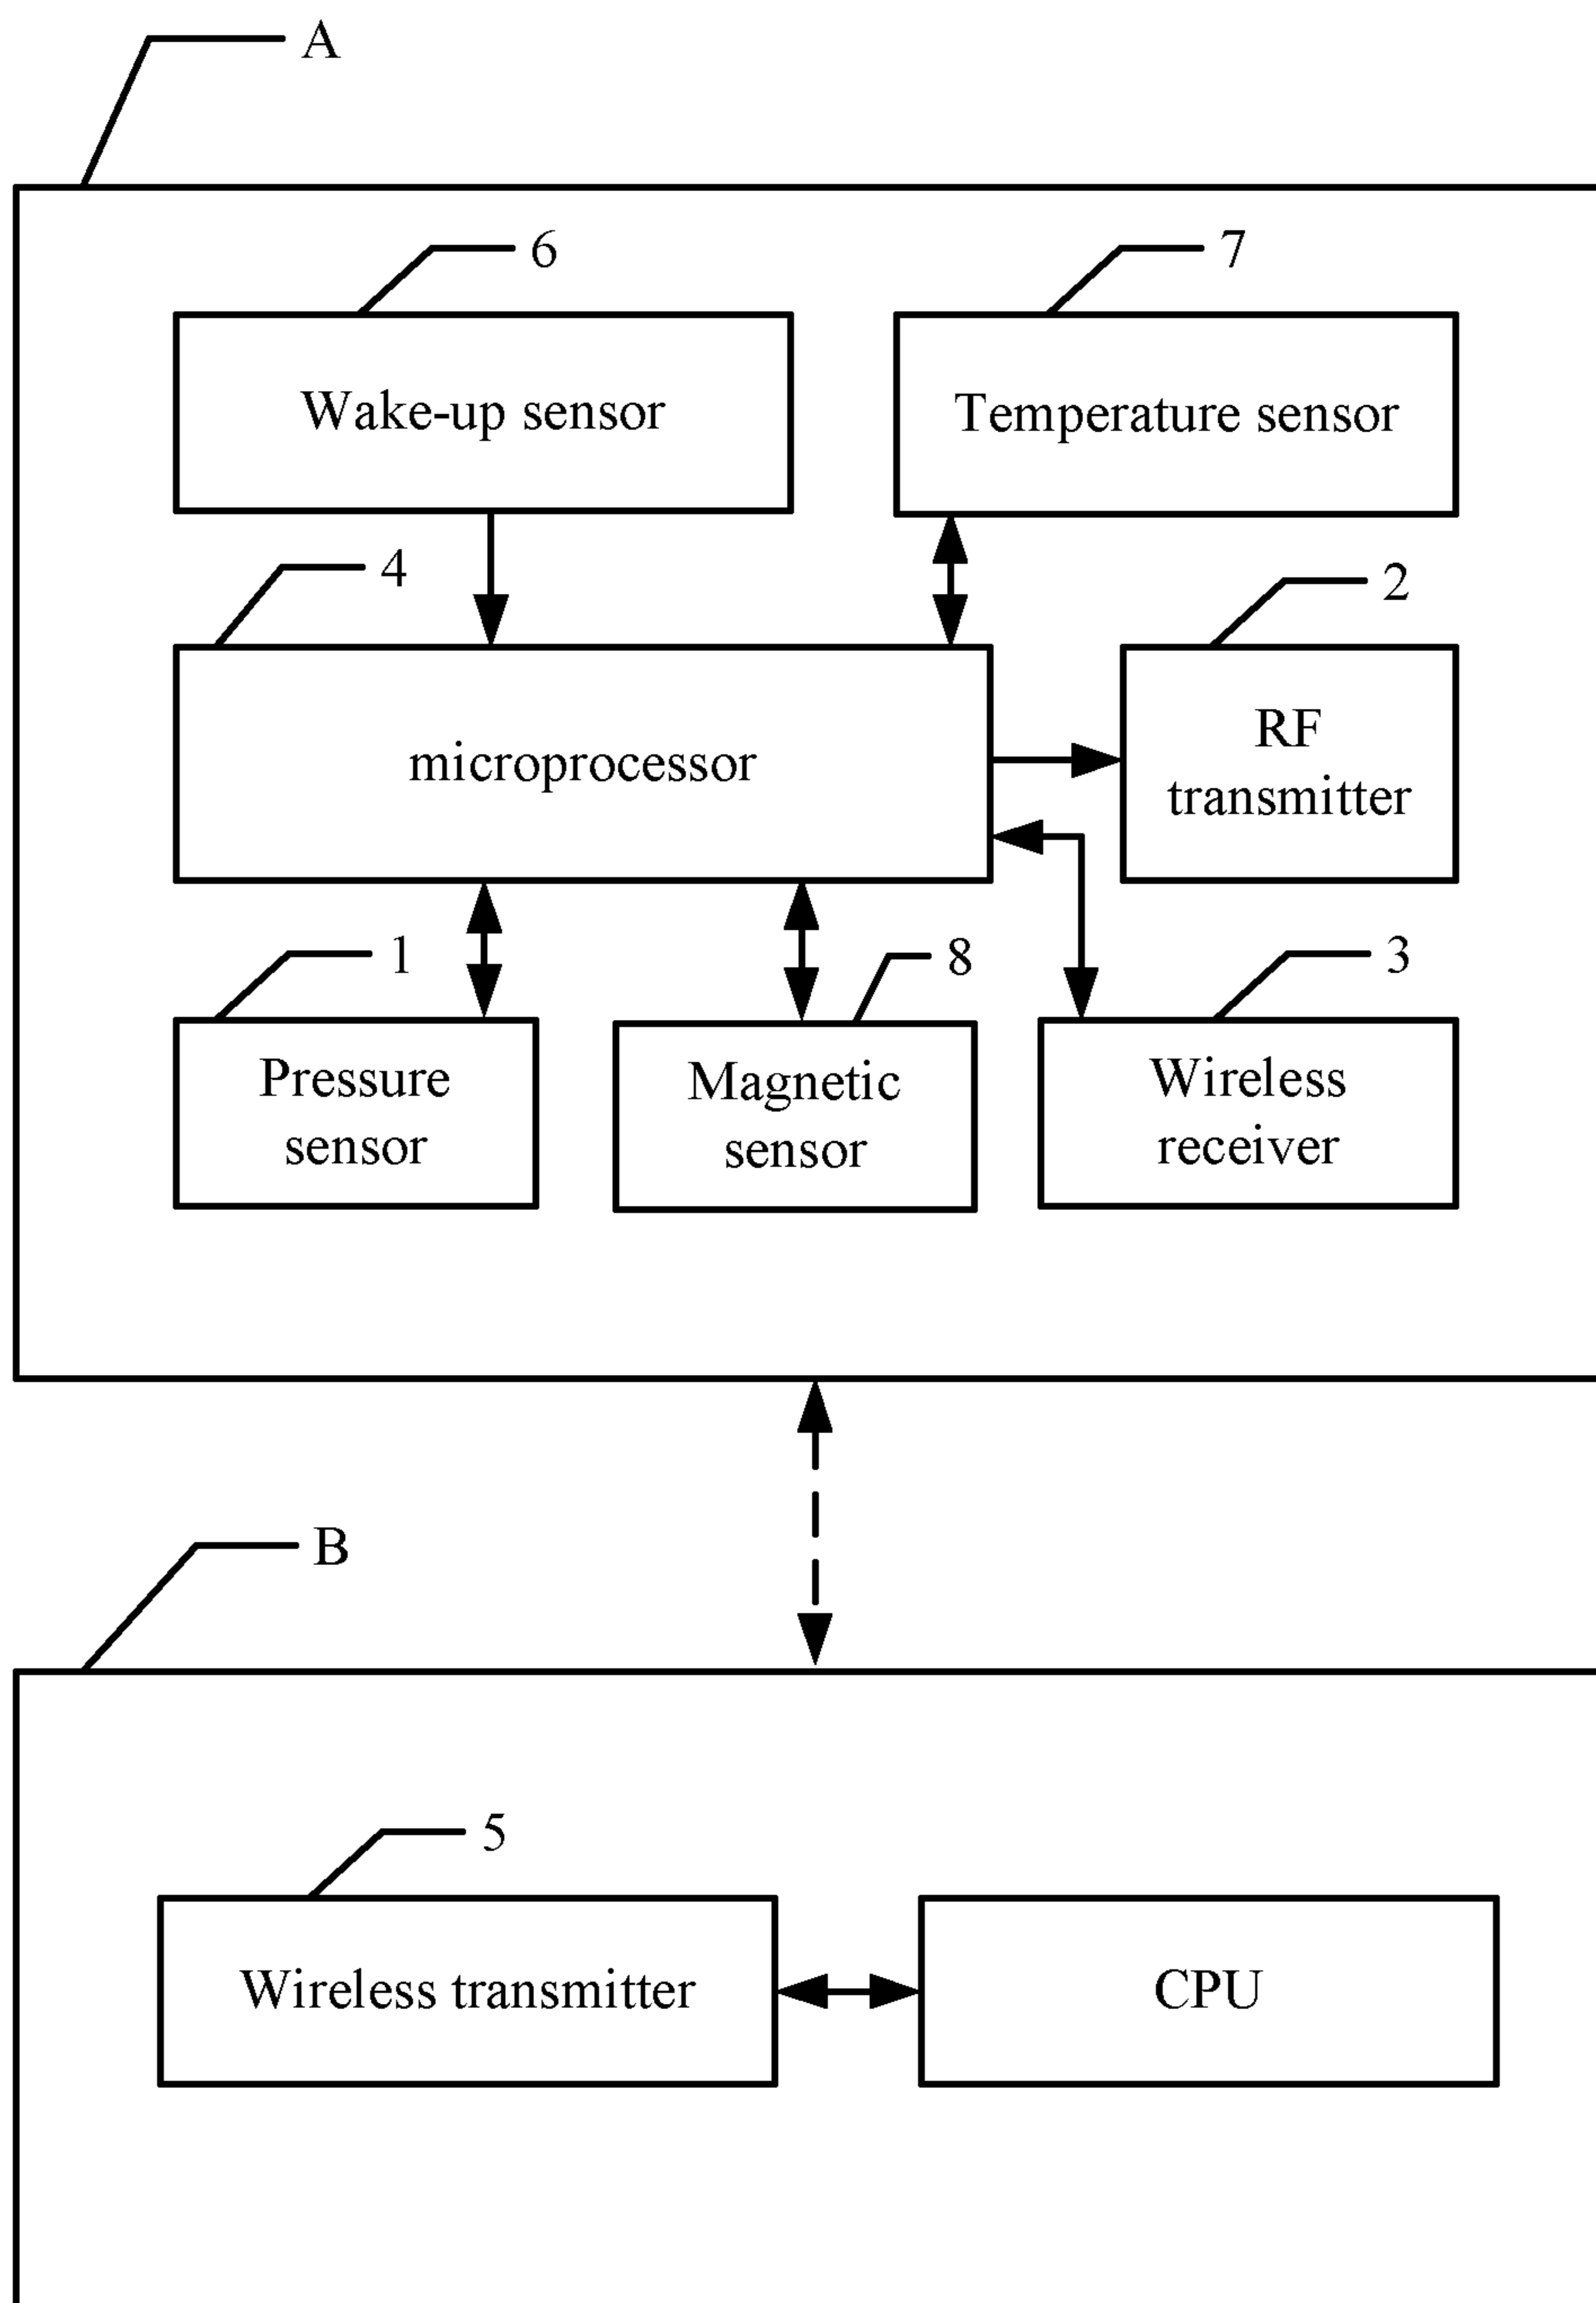 A
6
7
Wake-up sensor
Temperature sensor
4
2
microprocessor
RF
transmitter
1
8
3
Pressure
sensor
Magnetic
sensor
Wireless
receiver
B
5
Wireless transmitter
CPU